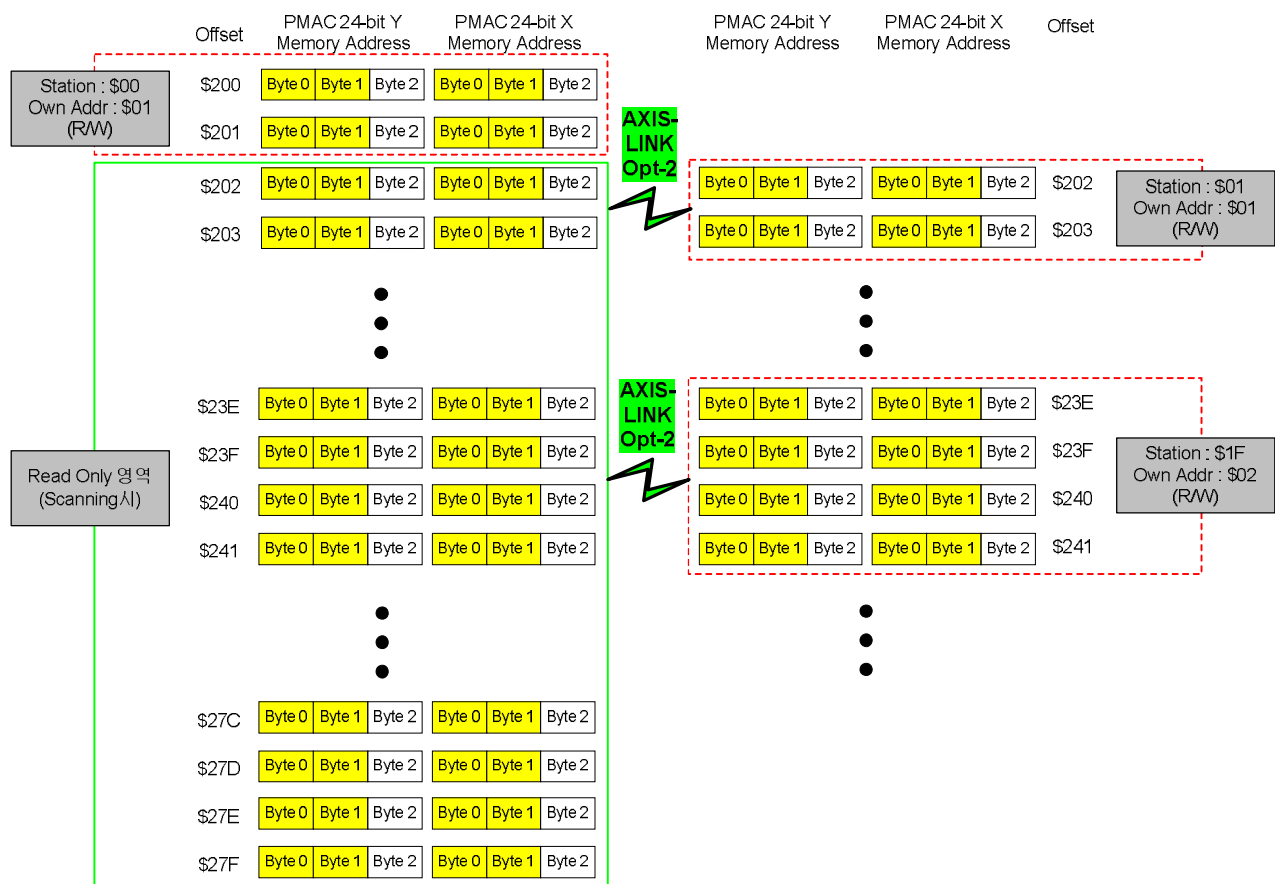 Offset
PMAC 24-bit Y
Memory Address
PMAC 24-bit X
Memory Address
PMAC 24-bit Y
Memory Address
PMAC 24-bit X
Memory Address
Offset
Station : $00
Own Addr : $01
(R/W)
$200 Byte 0 Byte 1 Byte 2 Byte 0 Byte 1 Byte 2
$201 Byte 0 Byte 1 Byte 2 Byte 0 Byte 1 Byte 2
AXIS-
LINK
Opt-2
$202 Byte 0 Byte 1 Byte 2 Byte 0 Byte 1 Byte 2
Byte 0 Byte 1 Byte 2 Byte 0 Byte 1 Byte 2 $202
$203 Byte 0 Byte 1 Byte 2 Byte 0 Byte 1 Byte 2
Byte 0 Byte 1 Byte 2 Byte 0 Byte 1 Byte 2 $203
Station : $01
Own Addr : $01
(R/W)
AXIS-
LINK
Opt-2
$23E Byte 0 Byte 1 Byte 2 Byte 0 Byte 1 Byte 2
Byte 0 Byte 1 Byte 2 Byte 0 Byte 1 Byte 2 $23E
$23F Byte 0 Byte 1 Byte 2 Byte 0 Byte 1 Byte 2
Byte 0 Byte 1 Byte 2 Byte 0 Byte 1 Byte 2 $23F
Read Only 영역
(Scanning시)
$240 Byte 0 Byte 1 Byte 2 Byte 0 Byte 1 Byte 2
Byte 0 Byte 1 Byte 2 Byte 0 Byte 1 Byte 2 $240
$241 Byte 0 Byte 1 Byte 2 Byte 0 Byte 1 Byte 2
Byte 0 Byte 1 Byte 2 Byte 0 Byte 1 Byte 2 $241
Station : $1F
Own Addr : $02
(R/W)
$27C Byte 0 Byte 1 Byte 2 Byte 0 Byte 1 Byte 2
$27D Byte 0 Byte 1 Byte 2 Byte 0 Byte 1 Byte 2
$27E Byte 0 Byte 1 Byte 2 Byte 0 Byte 1 Byte 2
$27F Byte 0 Byte 1 Byte 2 Byte 0 Byte 1 Byte 2